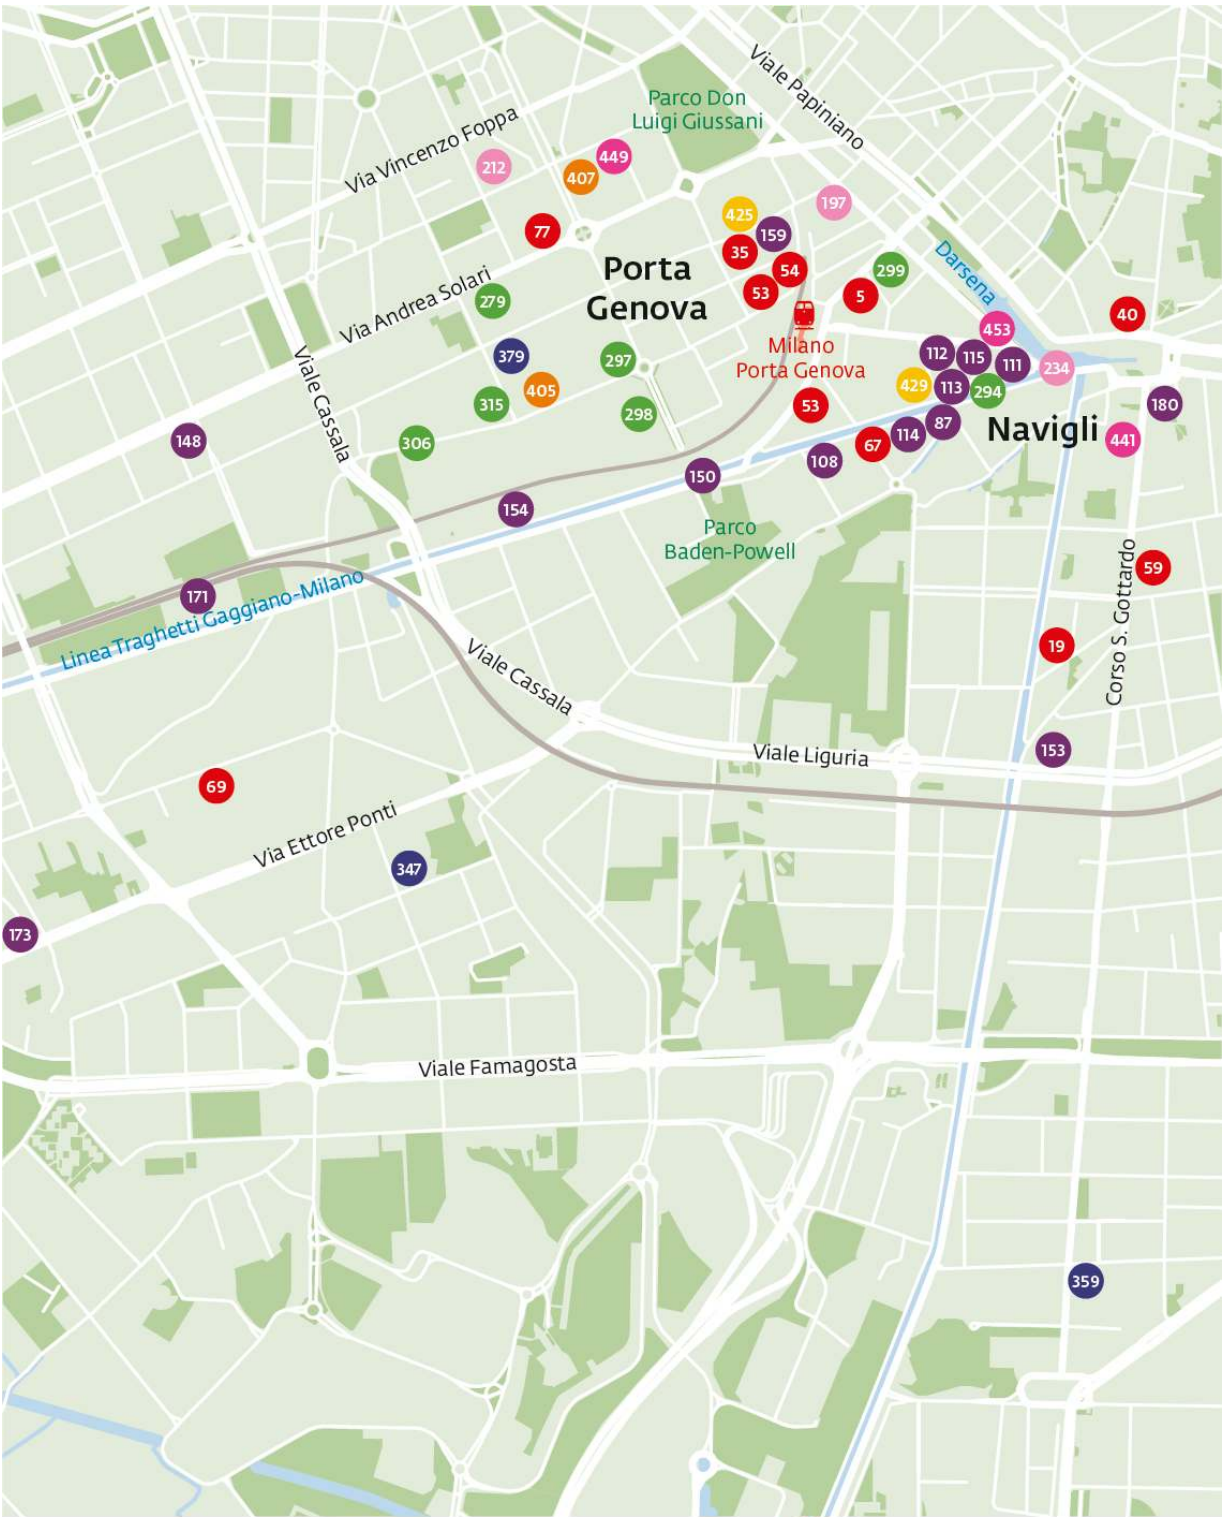 Viale Papiniano
Parco Don
Luigi Giussani
Via Vincenzo Foppa
449
212
407
197
425
77
159
35
Porta
Genova
54
299
Darsena
53
5
Via Andrea Solari
279
40
453
Milano
Porta Genova
379
297
112
115
111
234
Viale Cassala
405
429
113
294
315
298
53
180
87
Navigli
148
306
67
114
441
108
150
154
Parco
Baden-Powell
59
171
Linea Traghetti Gaggiano-Milano
Corso S. Gottardo
19
Viale Cassala
153
Viale Liguria
69
Via Ettore Ponti
347
173
Viale Famagosta
359